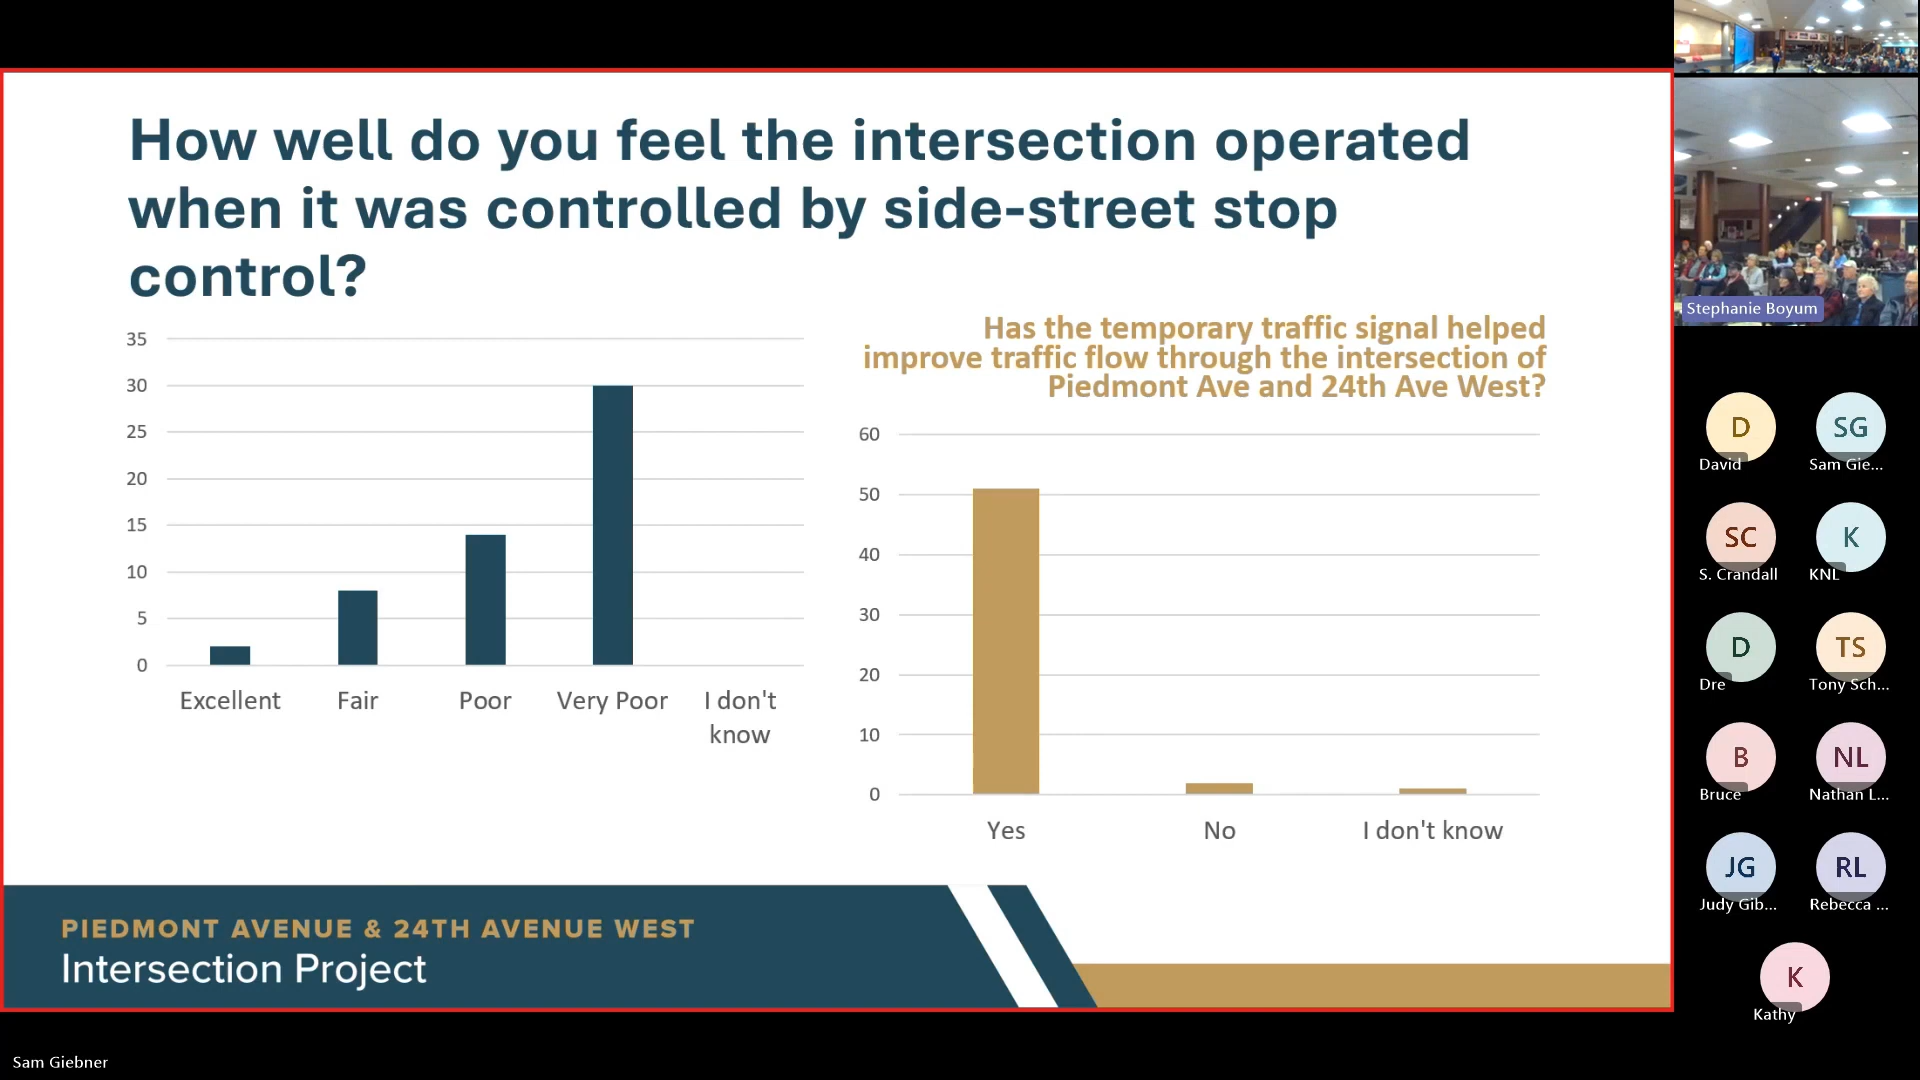 How well do you feel the intersection operated
when it was controlled by side-street stop
control?
35
30
25
20
15
10
5
0
Excellent
Fair
Poor
Very Poor
I don't
know
Has the temporary traffic signal helped
improve traffic flow through the intersection of
Piedmont Ave and 24th Ave West?
60
50
40
30
20
10
0
Yes
No
I don't know
PIEDMONT AVENUE & 24TH AVENUE WEST
Intersection Project
Sam Giebner
Stephanie Boyum
D
David
SG
Sam Gie...
SC
S. Crandall
K
KNL
D
Dre
TS
Tony Sch...
B
Bruce
NL
Nathan L...
JG
Judy Gib...
RL
Rebecca ...
K
Kathy